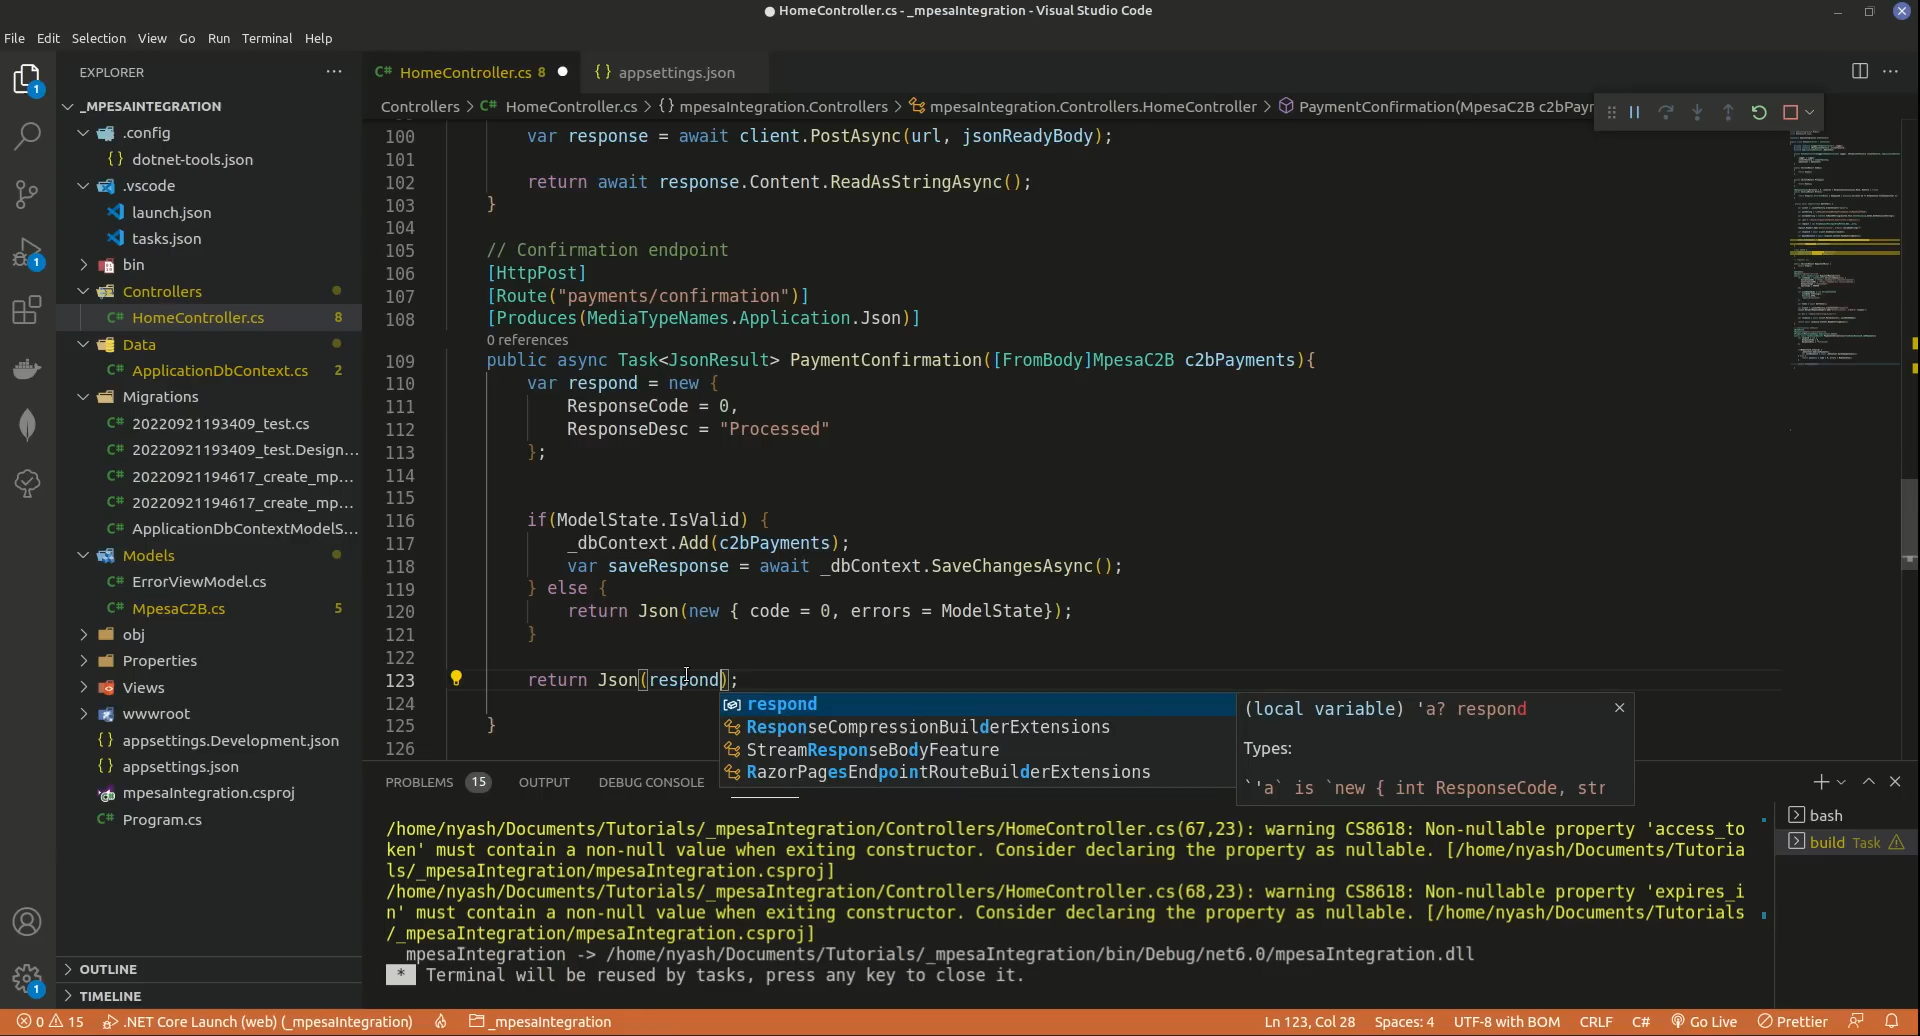 HomeController.cs - _mpesaIntegration - Visual Studio Code
File Edit Selection View Go Run Terminal Help
EXPLORER
_MPESAINTEGRATION
.config
dotnet-tools.json
.vscode
launch.json
tasks.json
bin
Controllers
HomeController.cs 8
Data
ApplicationDbContext.cs 2
Migrations
20220921193409_test.cs
20220921193409_test.Design...
20220921194617_create_mp...
20220921194617_create_mp...
ApplicationDbContextModelS...
Models
ErrorViewModel.cs
MpesaC2B.cs 5
obj
Properties
Views
wwwroot
appsettings.Development.json
appsettings.json
mpesaIntegration.csproj
Program.cs
OUTLINE
TIMELINE
1
1
1
C# HomeController.cs 8
{} appsettings.json
Controllers > C# HomeController.cs > {} mpesaIntegration.Controllers > mpesaIntegration.Controllers.HomeController > PaymentConfirmation(MpesaC2B c2bPayr
100 var response = await client.PostAsync(url, jsonReadyBody);
101
102 return await response.Content.ReadAsStringAsync();
103 }
104
105 // Confirmation endpoint
106 [HttpPost]
107 [Route("payments/confirmation")]
108 [Produces(MediaTypeNames.Application.Json)]
0 references
109 public async Task<JsonResult> PaymentConfirmation([FromBody]MpesaC2B c2bPayments){
110 var respond = new {
111 ResponseCode = 0,
112 ResponseDesc = "Processed"
113 };
114
115
116 if(ModelState.IsValid) {
117 _dbContext.Add(c2bPayments);
118 var saveResponse = await _dbContext.SaveChangesAsync();
119 } else {
120 return Json(new { code = 0, errors = ModelState});
121 }
122
123 return Json(respond);
124
125 }
126
respond
ResponseCompressionBuilderExtensions
StreamResponseBodyFeature
RazorPagesEndpointRouteBuilderExtensions
(local variable) 'a? respond
Types:
`'a` is `new { int ResponseCode, str
PROBLEMS 15 OUTPUT DEBUG CONSOLE
/home/nyash/Documents/Tutorials/_mpesaIntegration/Controllers/HomeController.cs(67,23): warning CS8618: Non-nullable property 'access_to
ken' must contain a non-null value when exiting constructor. Consider declaring the property as nullable. [/home/nyash/Documents/Tutoria
ls/_mpesaIntegration/mpesaIntegration.csproj]
/home/nyash/Documents/Tutorials/_mpesaIntegration/Controllers/HomeController.cs(68,23): warning CS8618: Non-nullable property 'expires_i
n' must contain a non-null value when exiting constructor. Consider declaring the property as nullable. [/home/nyash/Documents/Tutorials
/_mpesaIntegration/mpesaIntegration.csproj]
mpesaIntegration -> /home/nyash/Documents/Tutorials/_mpesaIntegration/bin/Debug/net6.0/mpesaIntegration.dll
* Terminal will be reused by tasks, press any key to close it.
bash
build Task
0 15 .NET Core Launch (web) (_mpesaIntegration) _mpesaIntegration Ln 123, Col 28 Spaces: 4 UTF-8 with BOM CRLF C# Go Live Prettier